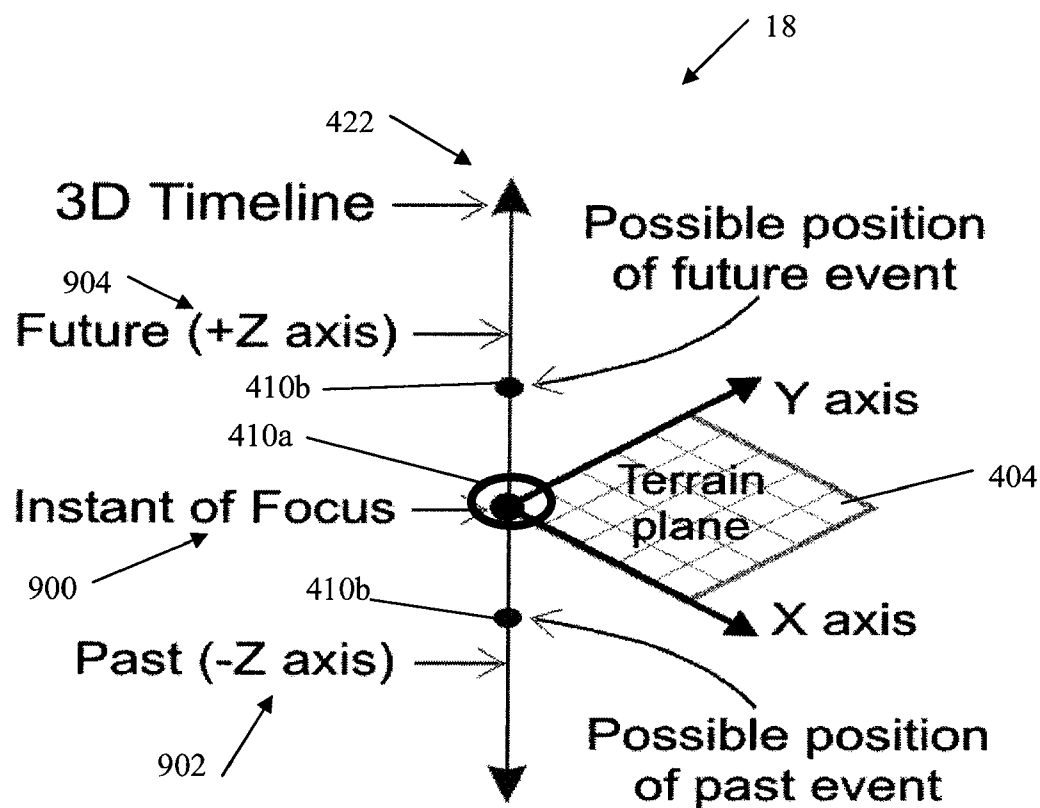 18
422
3D Timeline
Possible position
of future event
904
Future (+Z axis)
410b
Y axis
410a
Terrain
plane
404
Instant of Focus
900
410b
X axis
Past (-Z axis)
Possible position
of past event
902